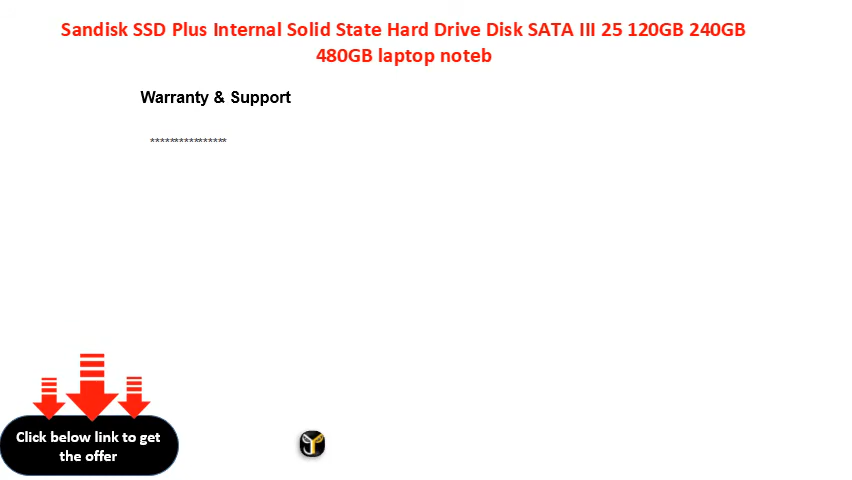 Sandisk SSD Plus Internal Solid State Hard Drive Disk SATA III 25 120GB 240GB
480GB laptop noteb
Warranty & Support
****************
Click below link to get
the offer